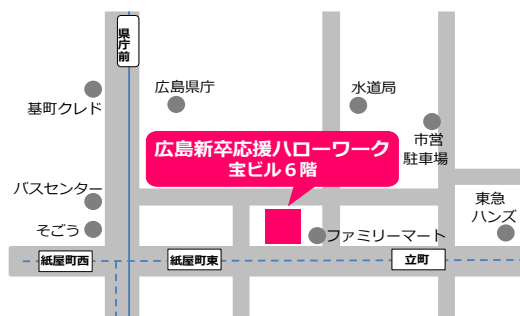 県庁前
広島県庁
水道局
基町クレド
市営
駐車場
広島新卒応援ハローワーク
宝ビル６階
バスセンター
東急
ハンズ
そごう
ファミリーマート
紙屋町西
紙屋町東
立町